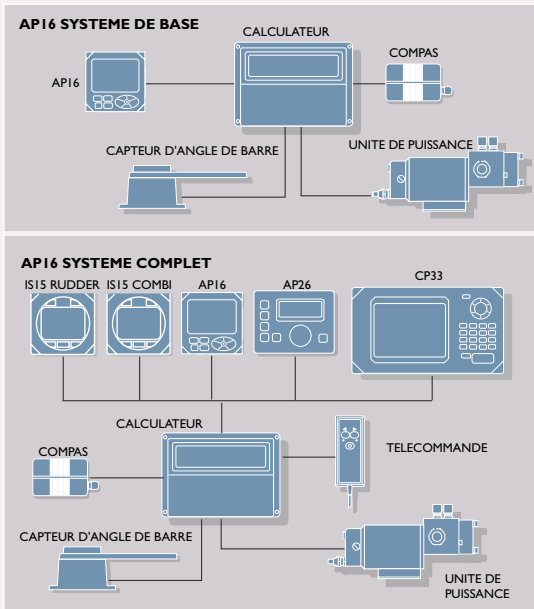 AP16 SYSTEME DE BASE
CALCULATEUR
COMPAS
AP16
CAPTEUR D'ANGLE DE BARRE
UNITE DE PUISSANCE
AP16 SYSTEME COMPLET
IS15 RUDDER
IS15 COMBI
AP16
AP26
CP33
CALCULATEUR
COMPAS
TELECOMMANDE
CAPTEUR D'ANGLE DE BARRE
UNITE DE
PUISSANCE